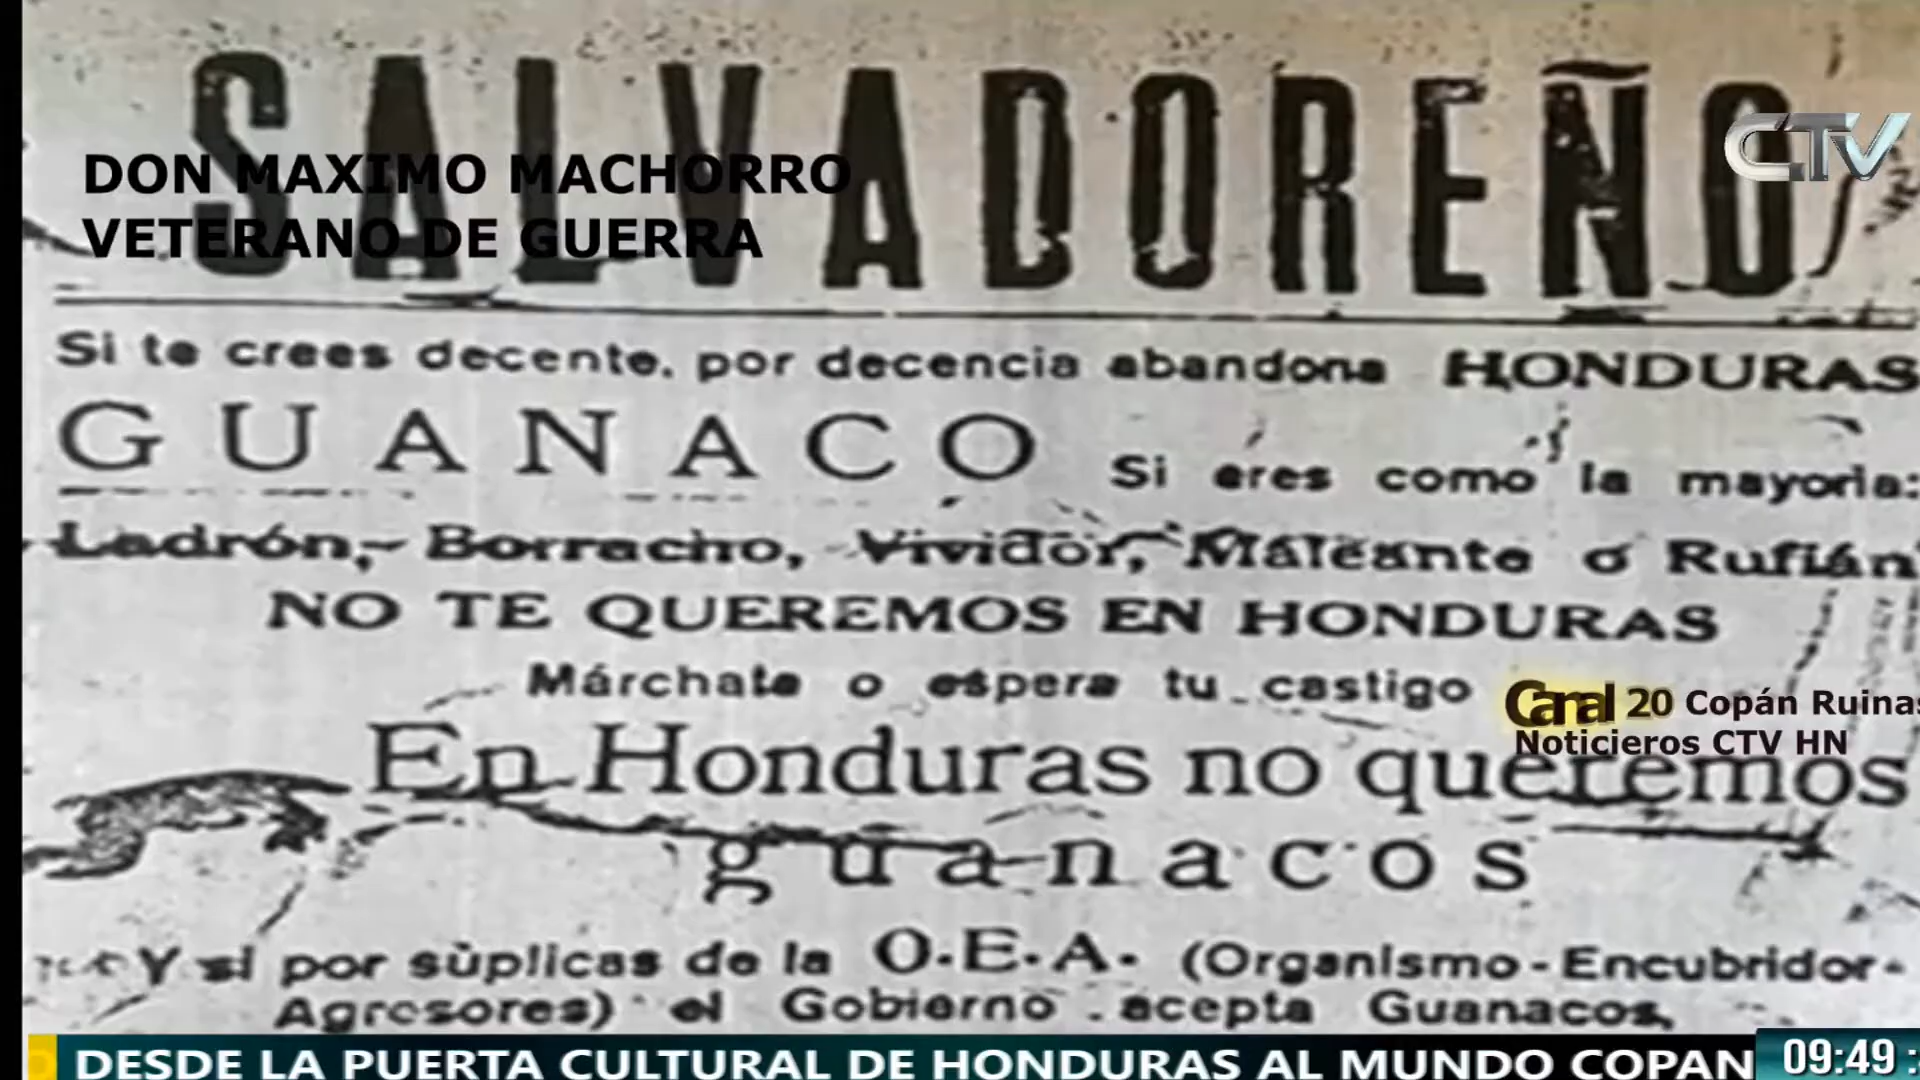 SALVADOREÑO
CTV
DON MAXIMO MACHORRO
VETERANO DE GUERRA
Si te crees decente, por decencia abandona HONDURAS
GUANACO Si eres como la mayoria:
Ladrón, Borracho, Vividor, Maleante o Rufián
NO TE QUEREMOS EN HONDURAS
Márchate o espera tu castigo
Canal 20 Copán Ruinas
Noticieros CTV HN
En Honduras no queremos
guanacos
Y si por sùplicas de la O.E.A. (Organismo-Encubridor-
Agresores) el Gobierno acepta Guanacos,
DESDE LA PUERTA CULTURAL DE HONDURAS AL MUNDO COPAN
09:49: